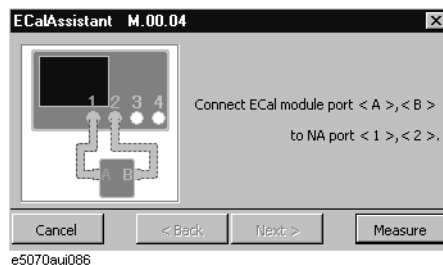 ECalAssistant M.00.04
1 2 3 4
A B
Connect ECal module port < A >,< B >
to NA port < 1 >,< 2 >.
Cancel < Back Next > Measure
e5070auj086